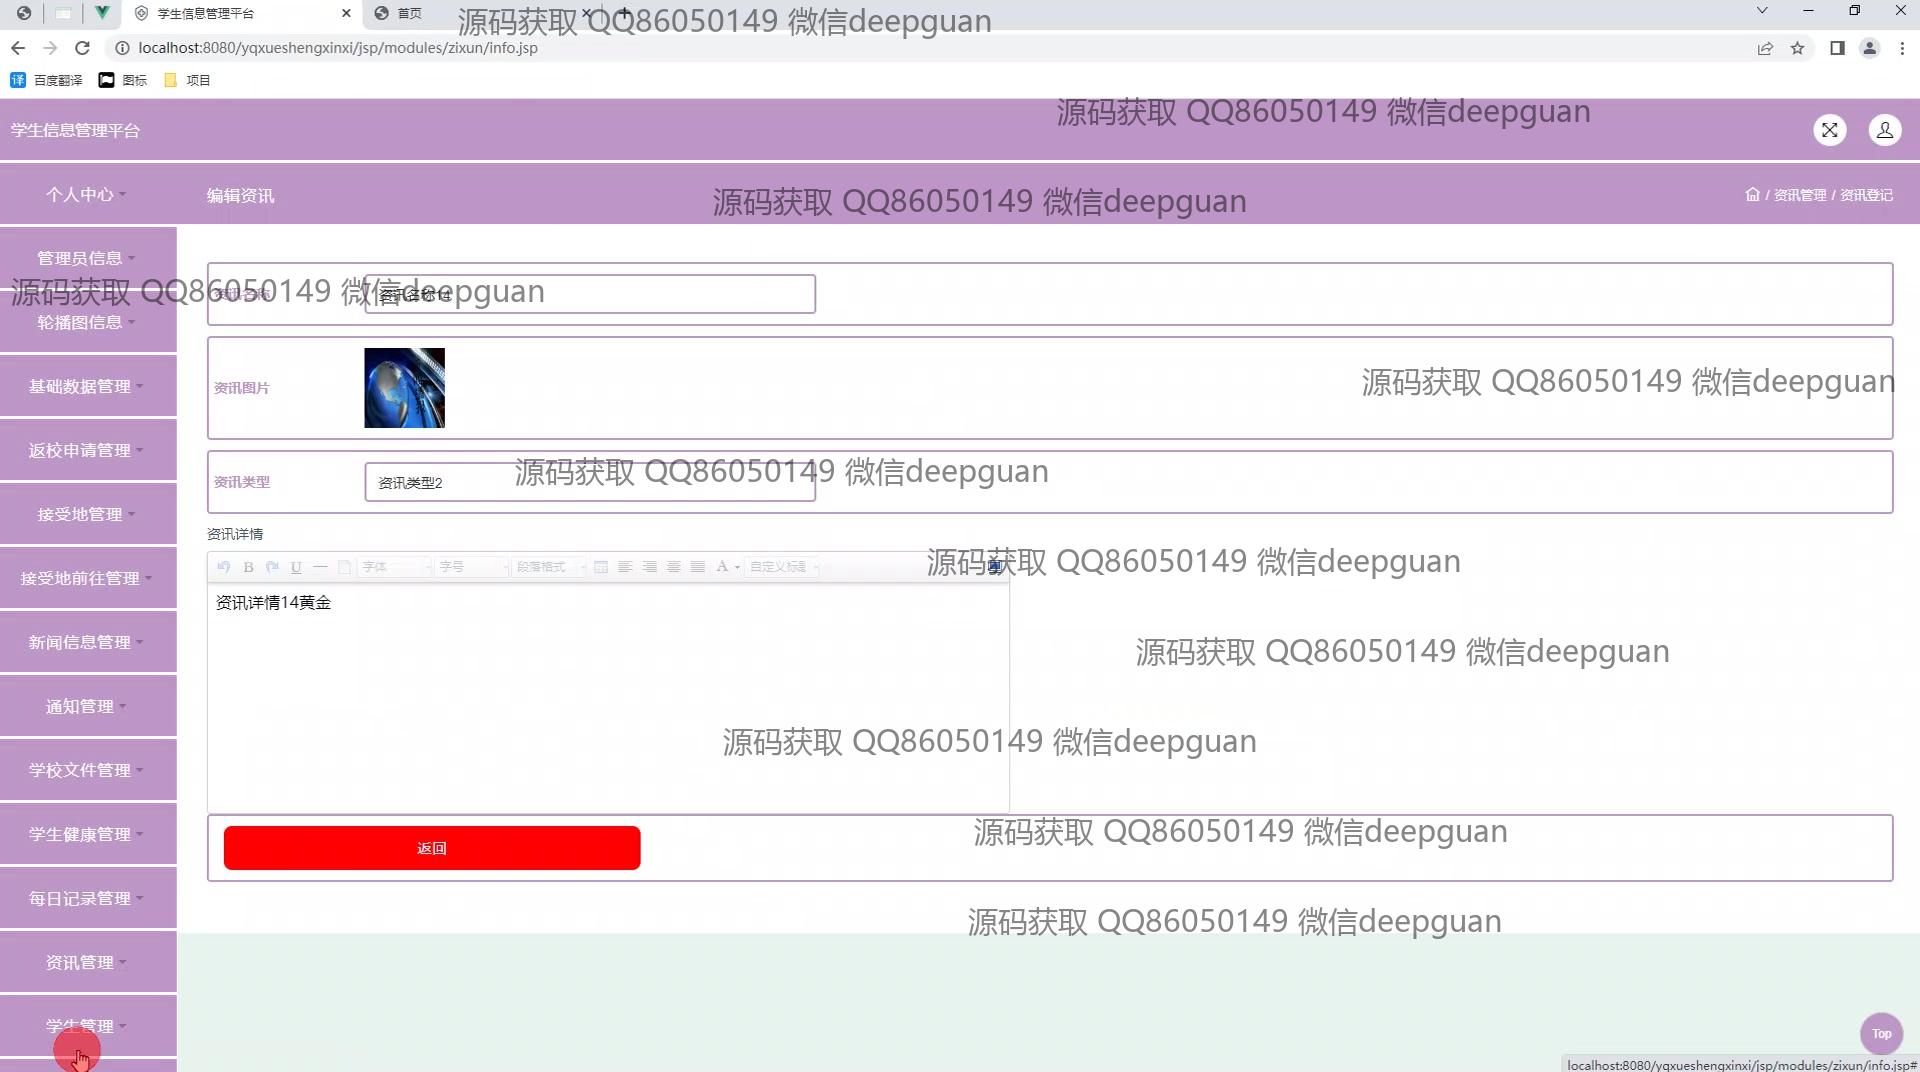 学生信息管理平台
首页
源码获取 QQ86050149 微信deepguan
localhost:8080/yqxueshengxinxi/jsp/modules/zixun/info.jsp
译 百度翻译
图标
项目
源码获取 QQ86050149 微信deepguan
学生信息管理平台
个人中心
编辑资讯
源码获取 QQ86050149 微信deepguan
/ 资讯管理 / 资讯登记
管理员信息
源码获取 QQ86050149 微信deepguan
资讯名称
资讯名称14
轮播图信息
资讯图片
源码获取 QQ86050149 微信deepguan
基础数据管理
返校申请管理
资讯类型
资讯类型2
源码获取 QQ86050149 微信deepguan
接受地管理
资讯详情
B U 字体 字号 段落格式 A 自定义标题
源码获取 QQ86050149 微信deepguan
接受地前往管理
资讯详情14黄金
新闻信息管理
源码获取 QQ86050149 微信deepguan
通知管理
源码获取 QQ86050149 微信deepguan
学校文件管理
学生健康管理
返回
源码获取 QQ86050149 微信deepguan
每日记录管理
源码获取 QQ86050149 微信deepguan
资讯管理
学生管理
Top
localhost:8080/yqxueshengxinxi/jsp/modules/zixun/info.jsp#